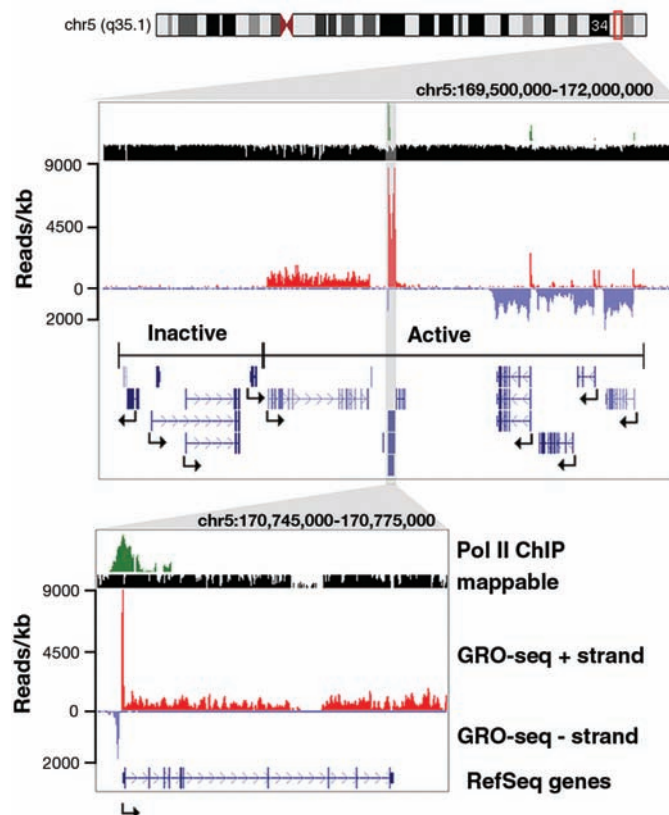 chr5 (q35.1)
34
chr5:169,500,000-172,000,000
9000
4500
0
2000
Reads/kb
Inactive
Active
chr5:170,745,000-170,775,000
Pol II ChIP
mappable
9000
4500
0
2000
Reads/kb
GRO-seq + strand
GRO-seq - strand
RefSeq genes